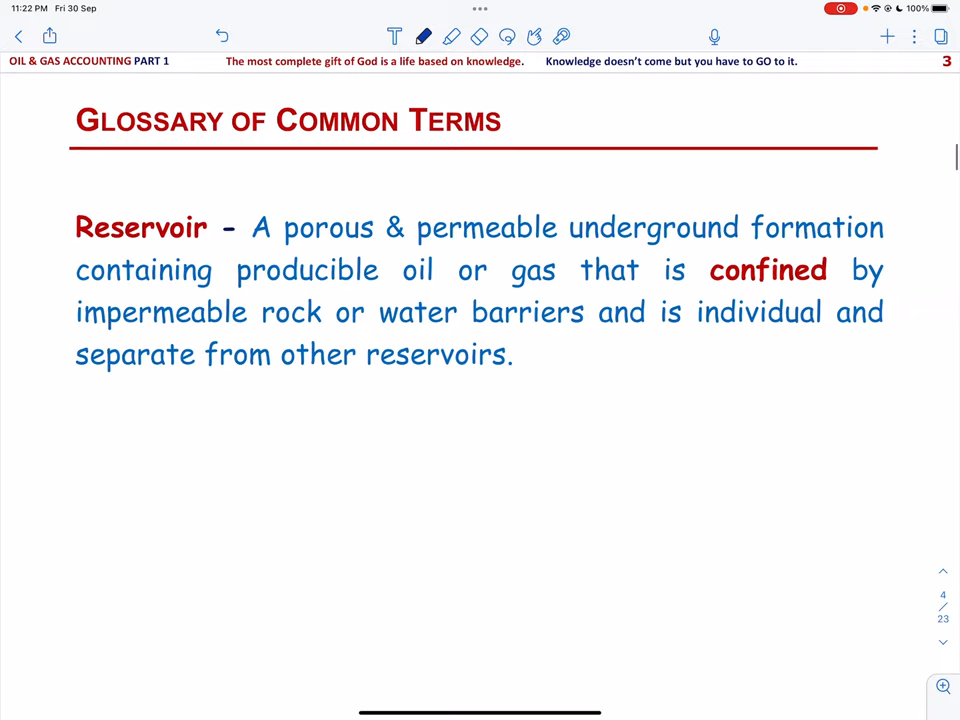 11:22 PM Fri 30 Sep
100%
OIL & GAS ACCOUNTING PART 1 The most complete gift of God is a life based on knowledge. Knowledge doesn't come but you have to GO to it. 3
GLOSSARY OF COMMON TERMS
Reservoir - A porous & permeable underground formation
containing producible oil or gas that is confined by
impermeable rock or water barriers and is individual and
separate from other reservoirs.
4
/
23